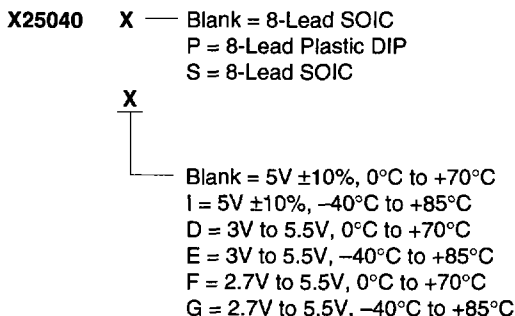 X25040 X Blank = 8-Lead SOIC
P = 8-Lead Plastic DIP
S = 8-Lead SOIC
X
Blank = 5V ±10%, 0°C to +70°C
I = 5V ±10%, –40°C to +85°C
D = 3V to 5.5V, 0°C to +70°C
E = 3V to 5.5V, –40°C to +85°C
F = 2.7V to 5.5V, 0°C to +70°C
G = 2.7V to 5.5V, –40°C to +85°C